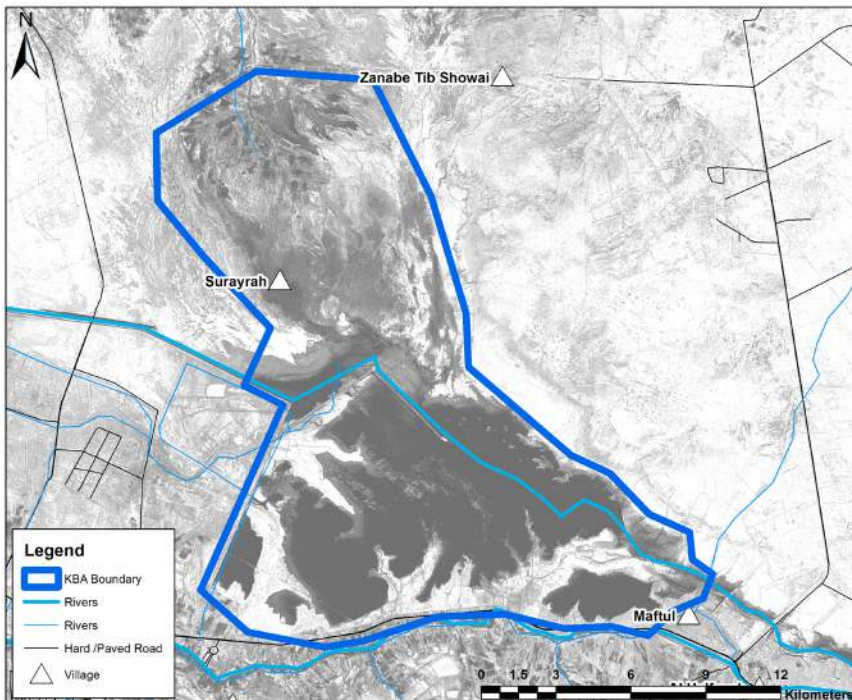 N
Zanabe Tib Showai
Surayrah
Maftul
Legend
KBA Boundary
Rivers
Rivers
Hard /Paved Road
Village
0 1.5 3 6 9 12
Kilometers